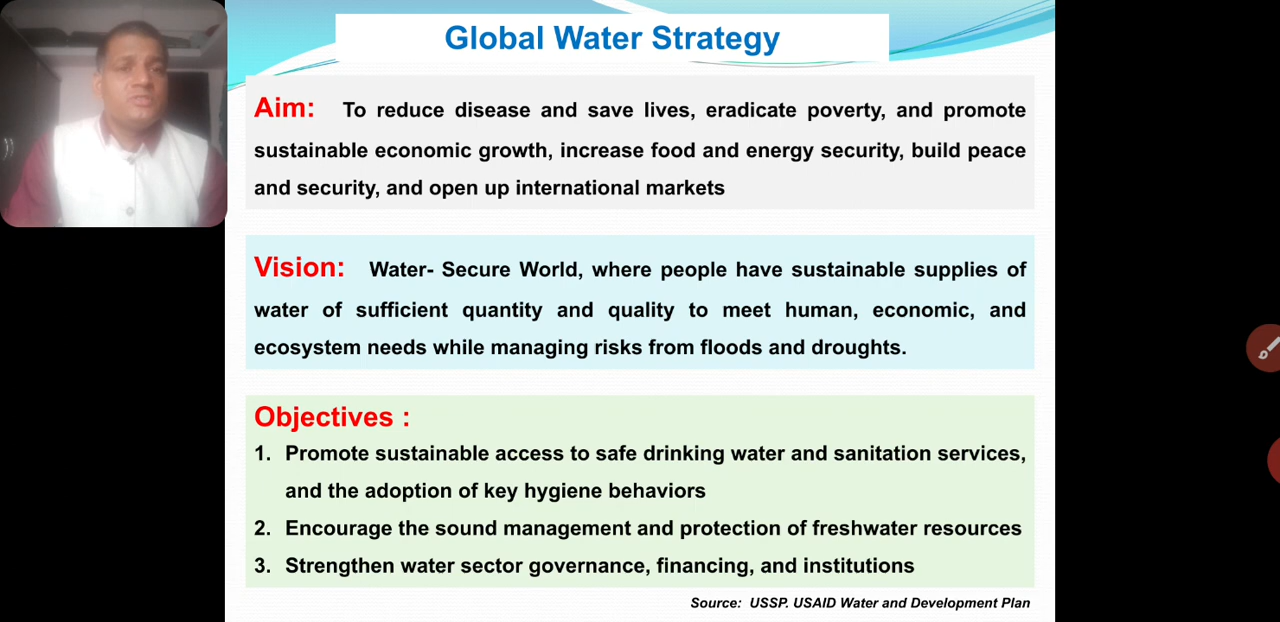 Global Water Strategy
Aim: To reduce disease and save lives, eradicate poverty, and promote
sustainable economic growth, increase food and energy security, build peace
and security, and open up international markets
Vision: Water- Secure World, where people have sustainable supplies of
water of sufficient quantity and quality to meet human, economic, and
ecosystem needs while managing risks from floods and droughts.
Objectives :
1. Promote sustainable access to safe drinking water and sanitation services,
and the adoption of key hygiene behaviors
2. Encourage the sound management and protection of freshwater resources
3. Strengthen water sector governance, financing, and institutions
Source: USSP. USAID Water and Development Plan